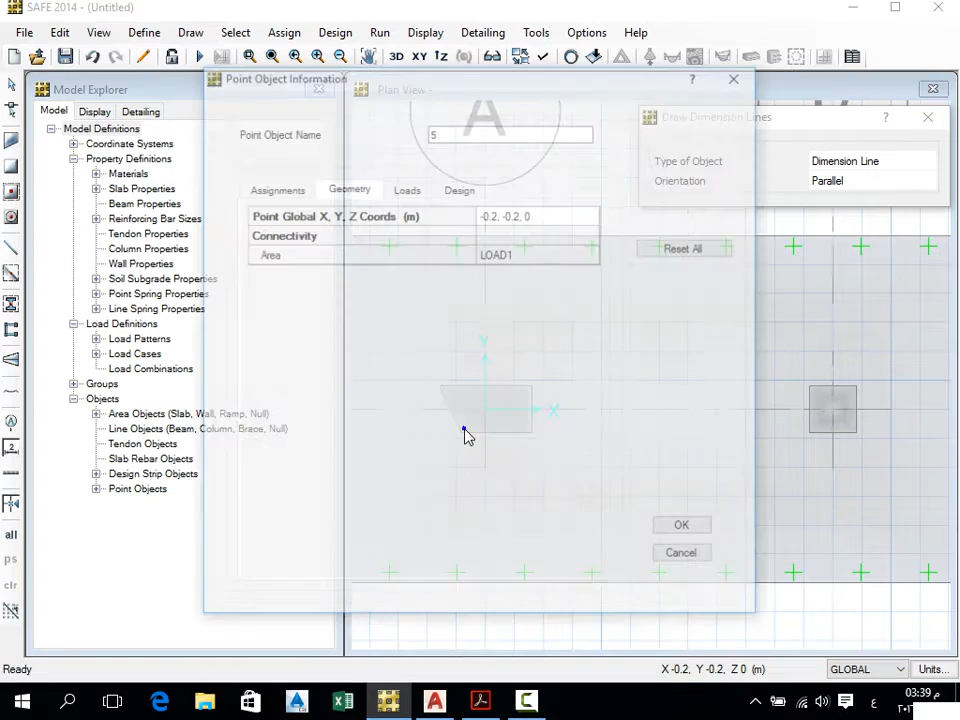 SAFE 2014 - (Untitled)
File Edit View Define Draw Select Assign Design Run Display Detailing Tools Options Help
3D XY
Model Explorer
Model Display Detailing
Model Definitions
Coordinate Systems
Property Definitions
Materials
Slab Properties
Beam Properties
Reinforcing Bar Sizes
Tendon Properties
Column Properties
Wall Properties
Soil Subgrade Properties
Point Spring Properties
Line Spring Properties
Load Definitions
Load Patterns
Load Cases
Load Combinations
Groups
Objects
Area Objects (Slab, Wall, Ramp, Null)
Line Objects (Beam, Column, Brace, Null)
Tendon Objects
Slab Rebar Objects
Design Strip Objects
Point Objects
all
ps
clr
Point Object Information
?
Point Object Name 5
Assignments Geometry Loads Design
Point Global X, Y, Z Coords (m) -0.2, -0.2, 0
Connectivity
Area LOAD1
Reset All
OK
Cancel
Plan View -
A
Y
X
Draw Dimension Lines
?
Type of Object Dimension Line
Orientation Parallel
Ready
X -0.2, Y -0.2, Z 0 (m)
GLOBAL
Units...
ع
03:39 م